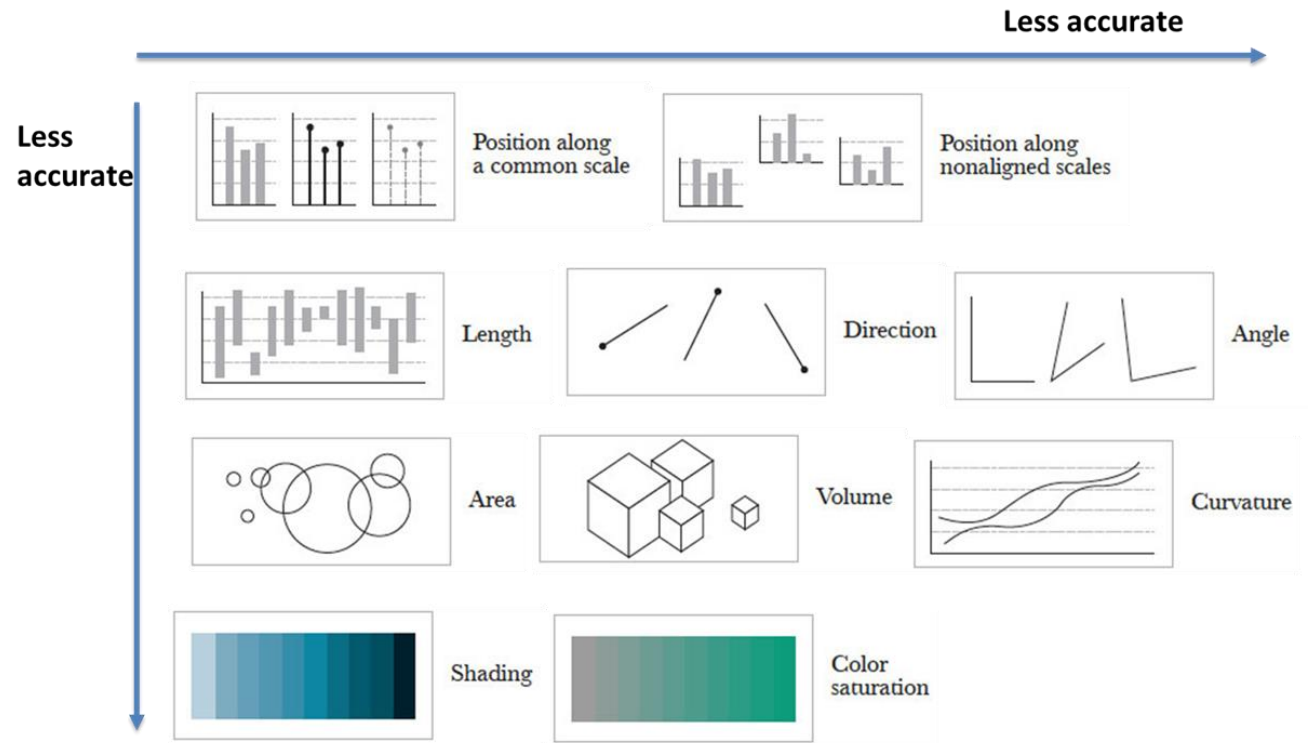 Less accurate
Less
accurate
Position along
a common scale
Position along
nonaligned scales
Length
Direction
Angle
Area
Volume
Curvature
Shading
Color
saturation